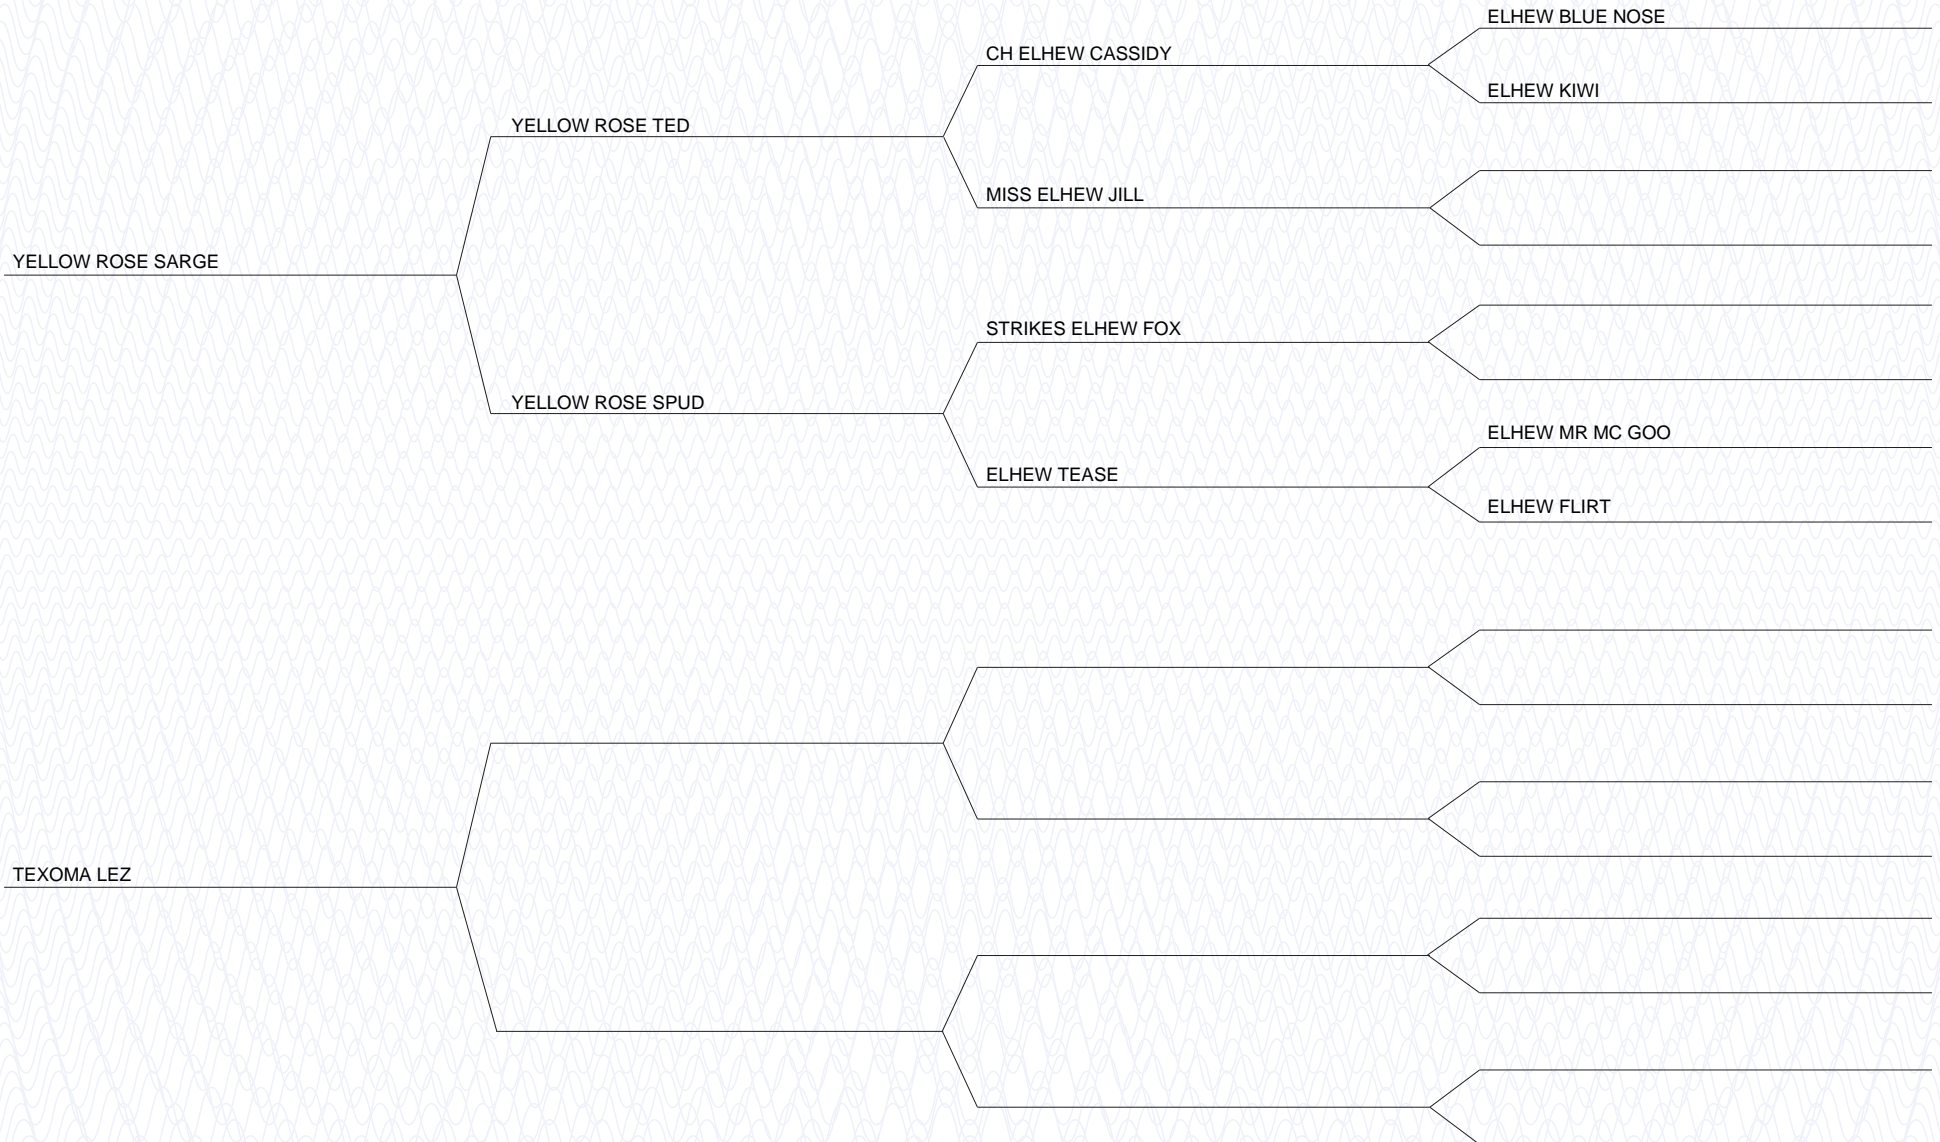 ELHEW BLUE NOSE
CH ELHEW CASSIDY
ELHEW KIWI
YELLOW ROSE TED
MISS ELHEW JILL
YELLOW ROSE SARGE
STRIKES ELHEW FOX
YELLOW ROSE SPUD
ELHEW MR MC GOO
ELHEW TEASE
ELHEW FLIRT
TEXOMA LEZ